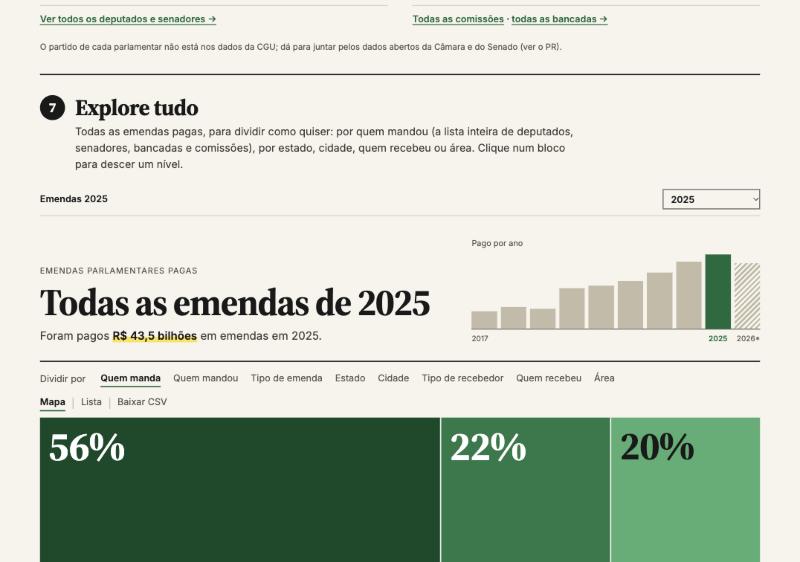 Ver todos os deputados e senadores →
Todas as comissões · todas as bancadas →
O partido de cada parlamentar não está nos dados da CGU; dá para juntar pelos dados abertos da Câmara e do Senado (ver o PR).
7 Explore tudo
Todas as emendas pagas, para dividir como quiser: por quem mandou (a lista inteira de deputados,
senadores, bancadas e comissões), por estado, cidade, quem recebeu ou área. Clique num bloco
para descer um nível.
Emendas 2025
2025
Pago por ano
EMENDAS PARLAMENTARES PAGAS
Todas as emendas de 2025
Foram pagos R$ 43,5 bilhões em emendas em 2025.
2017
2025
2026*
Dividir por Quem manda Quem mandou Tipo de emenda Estado Cidade Tipo de recebedor Quem recebeu Área
Mapa | Lista | Baixar CSV
56%
22%
20%